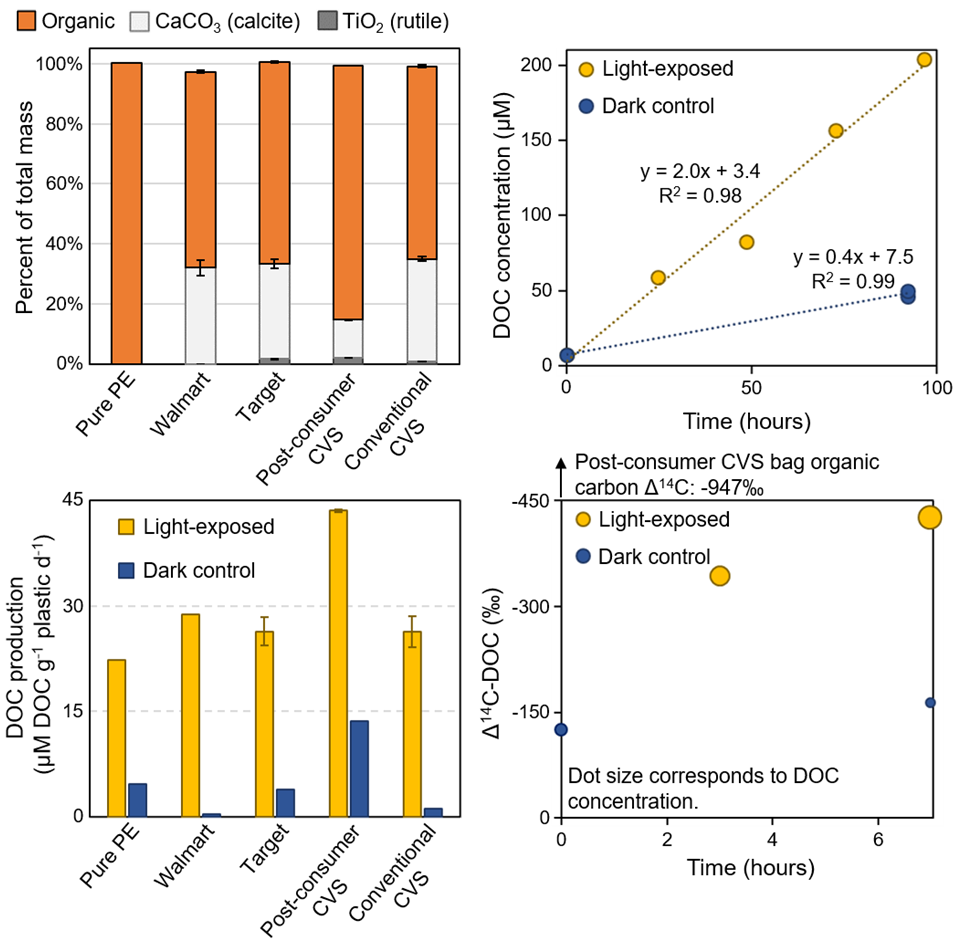 Organic CaCO₃ (calcite) TiO₂ (rutile)
Percent of total mass
100%
80%
60%
40%
20%
0%
Pure PE
Walmart
Target
Post-consumer
CVS
Conventional
CVS
DOC concentration (μM)
200
150
100
50
0
Light-exposed
Dark control
y = 2.0x + 3.4
R² = 0.98
y = 0.4x + 7.5
R² = 0.99
0 50 100
Time (hours)
DOC production
(μM DOC g⁻¹ plastic d⁻¹)
45
30
15
0
Light-exposed
Dark control
Pure PE
Walmart
Target
Post-consumer
CVS
Conventional
CVS
Post-consumer CVS bag organic
carbon Δ¹⁴C: -947‰
Δ¹⁴C-DOC (‰)
-450
-300
-150
0
Light-exposed
Dark control
Dot size corresponds to DOC
concentration.
0 2 4 6
Time (hours)